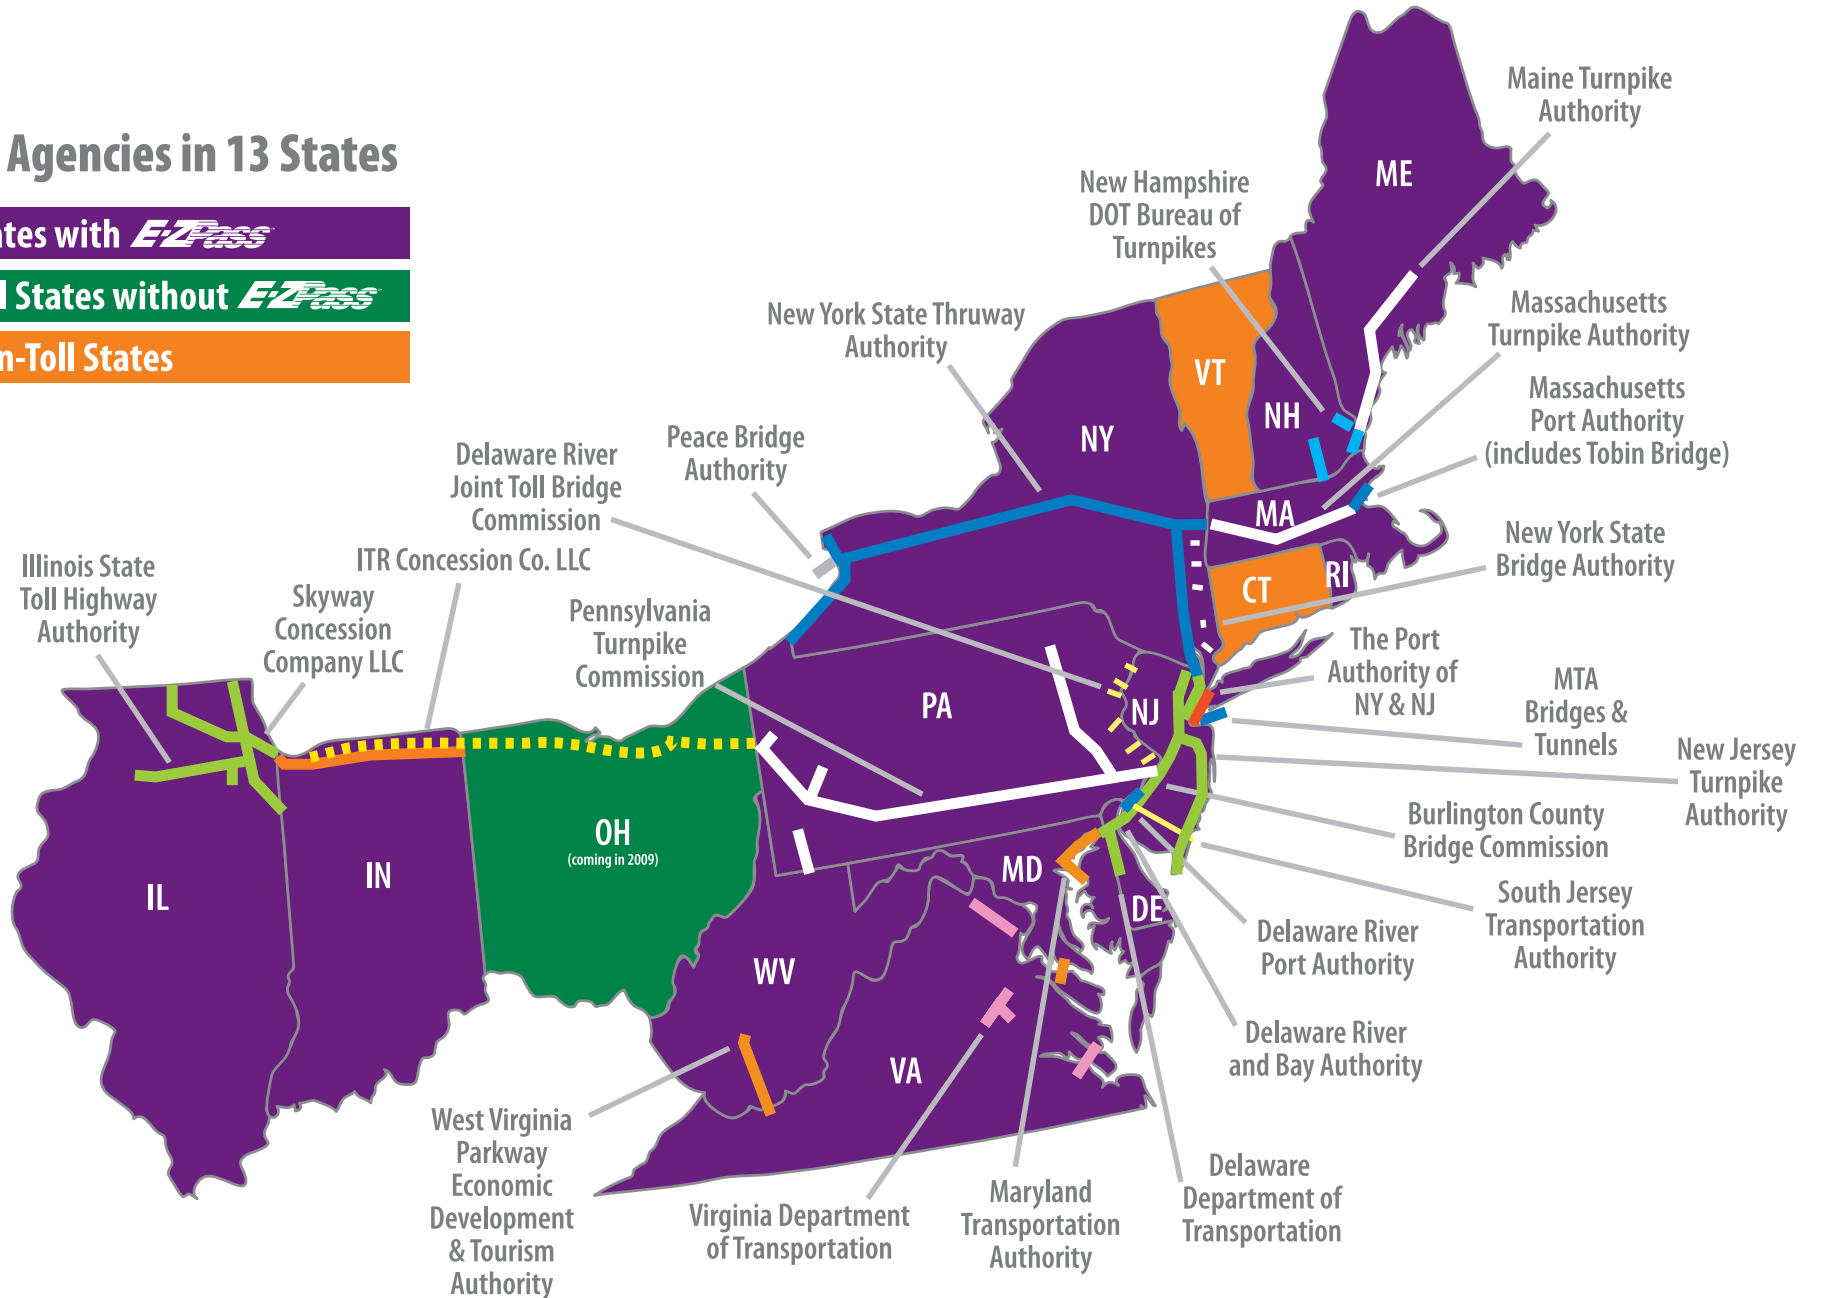 Agencies in 13 States
ates with E-ZPass
l States without E-ZPass
n-Toll States
Maine Turnpike
Authority
New Hampshire
DOT Bureau of
Turnpikes
Massachusetts
Turnpike Authority
New York State Thruway
Authority
Massachusetts
Port Authority
(includes Tobin Bridge)
Peace Bridge
Authority
Delaware River
Joint Toll Bridge
Commission
New York State
Bridge Authority
ITR Concession Co. LLC
Illinois State
Toll Highway
Authority
Skyway
Concession
Company LLC
Pennsylvania
Turnpike
Commission
The Port
Authority of
NY & NJ
MTA
Bridges &
Tunnels
New Jersey
Turnpike
Authority
Burlington County
Bridge Commission
South Jersey
Transportation
Authority
Delaware River
Port Authority
Delaware River
and Bay Authority
Delaware
Department of
Transportation
Maryland
Transportation
Authority
Virginia Department
of Transportation
West Virginia
Parkway
Economic
Development
& Tourism
Authority
ME
VT
NH
NY
MA
CT
RI
PA
NJ
OH
(coming in 2009)
IL
IN
MD
DE
WV
VA